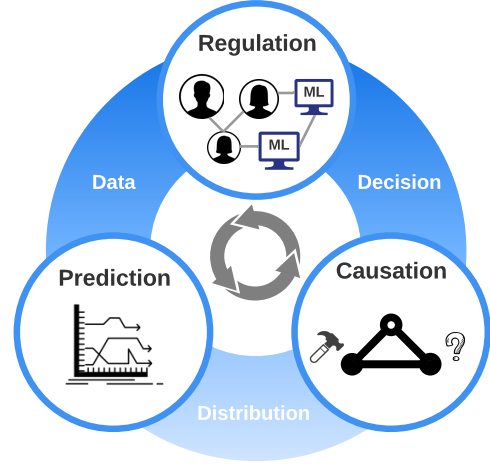 Regulation
ML
ML
Data
Decision
Prediction
Causation
?
Distribution